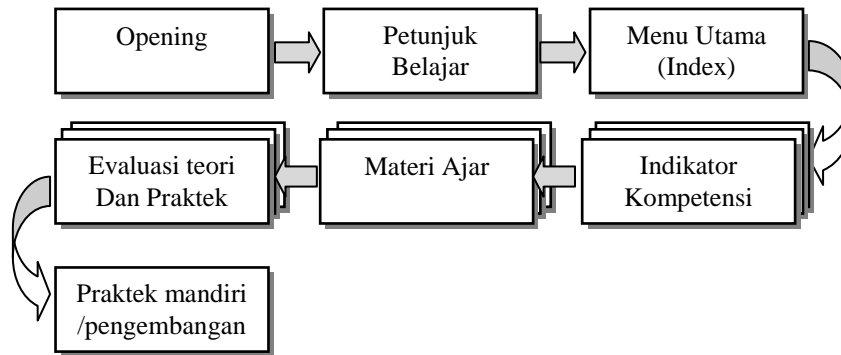 Opening
Petunjuk
Belajar
Menu Utama
(Index)
Evaluasi teori
Dan Praktek
Materi Ajar
Indikator
Kompetensi
Praktek mandiri
/pengembangan